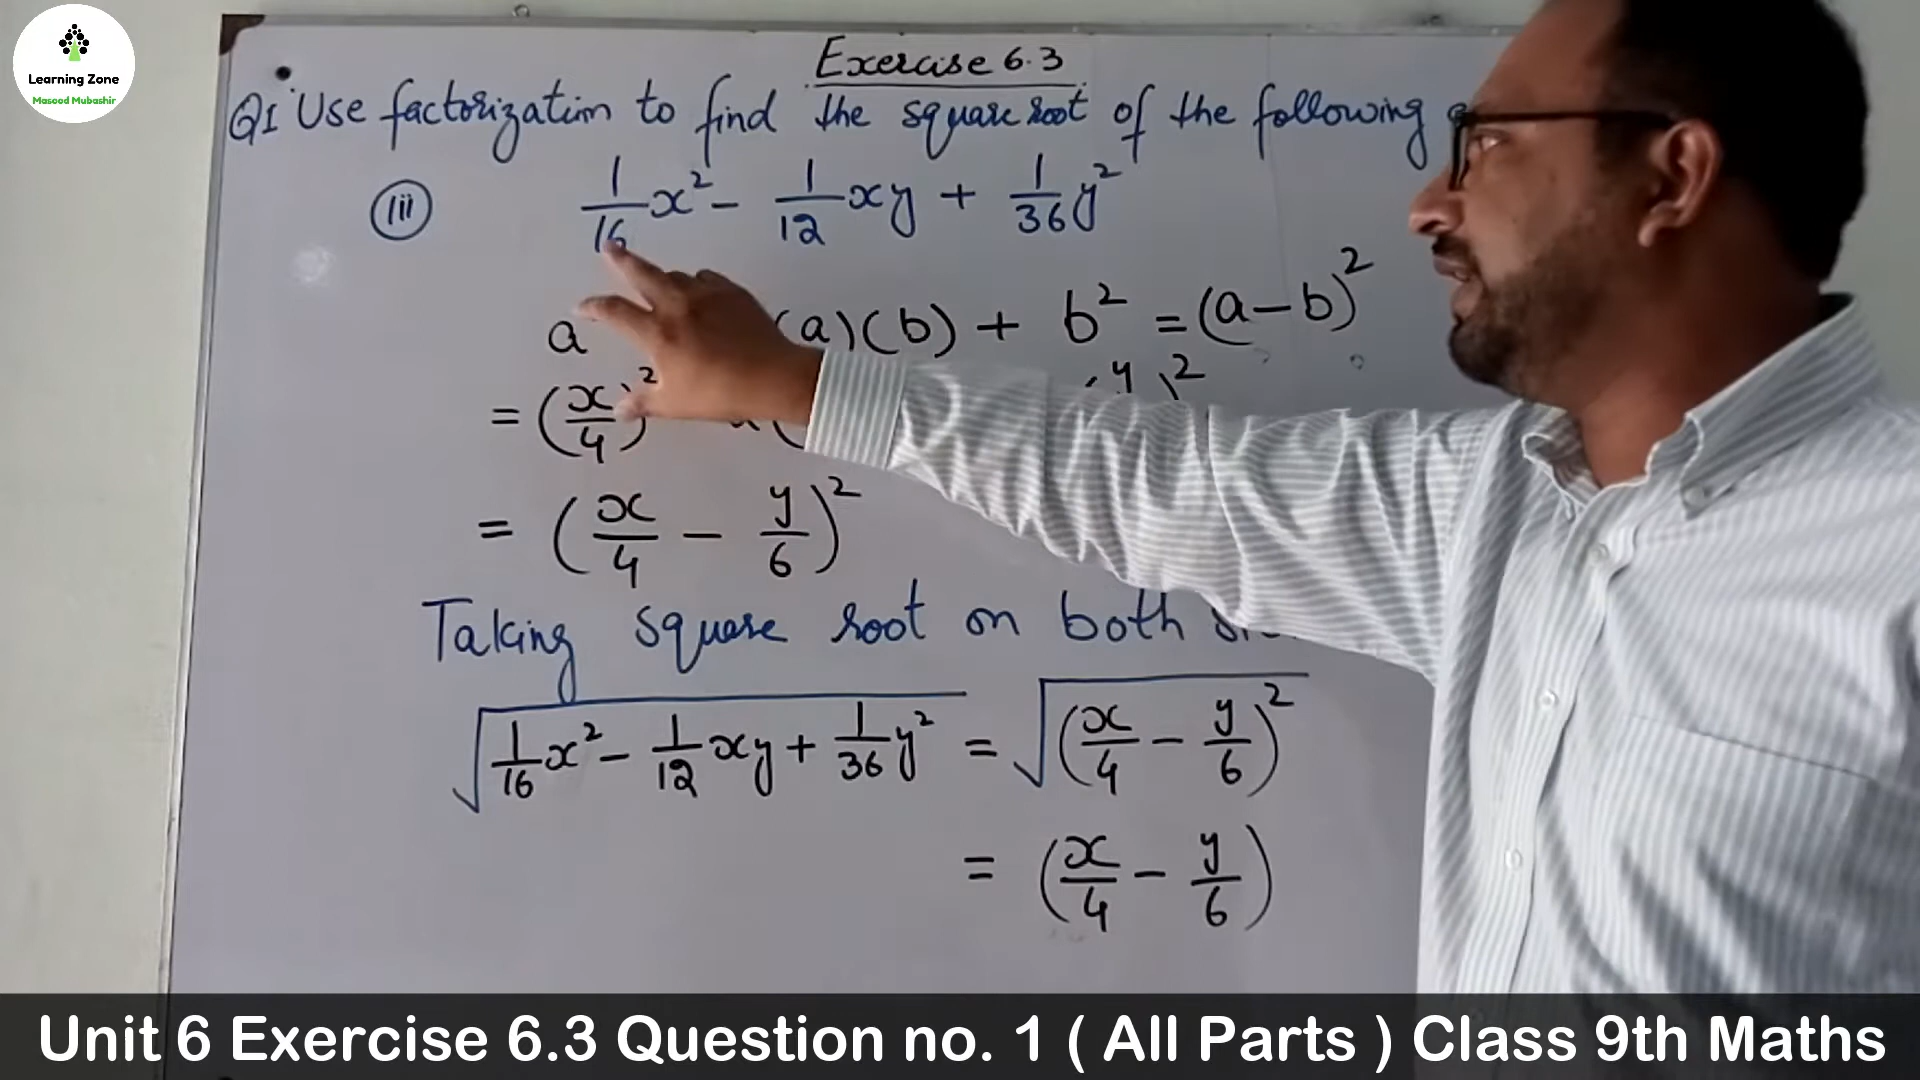 Learning Zone
Masood Mubashir
Exercise 6.3
Q1 Use factorization to find the square root of the following
(iii) 1/16 x² - 1/12 xy + 1/36 y²
a (a)(b) + b² = (a-b)²
= (x/4)² y ²
= (x/4 - y/6)²
Taking square root on both
√(1/16 x² - 1/12 xy + 1/36 y²) = √(x/4 - y/6)²
= (x/4 - y/6)
Unit 6 Exercise 6.3 Question no. 1 ( All Parts ) Class 9th Maths